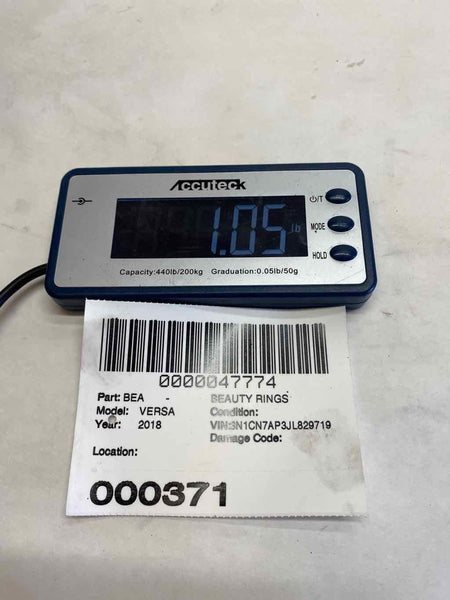 Accuteck
⏻/T
1.05 lb
MODE
HOLD
Capacity:440lb/200kg Graduation:0.05lb/50g
0000047774
Part: BEA - BEAUTY RINGS
Model: VERSA Condition:
Year: 2018 VIN:3N1CN7AP3JL829719
Damage Code:
Location:
000371